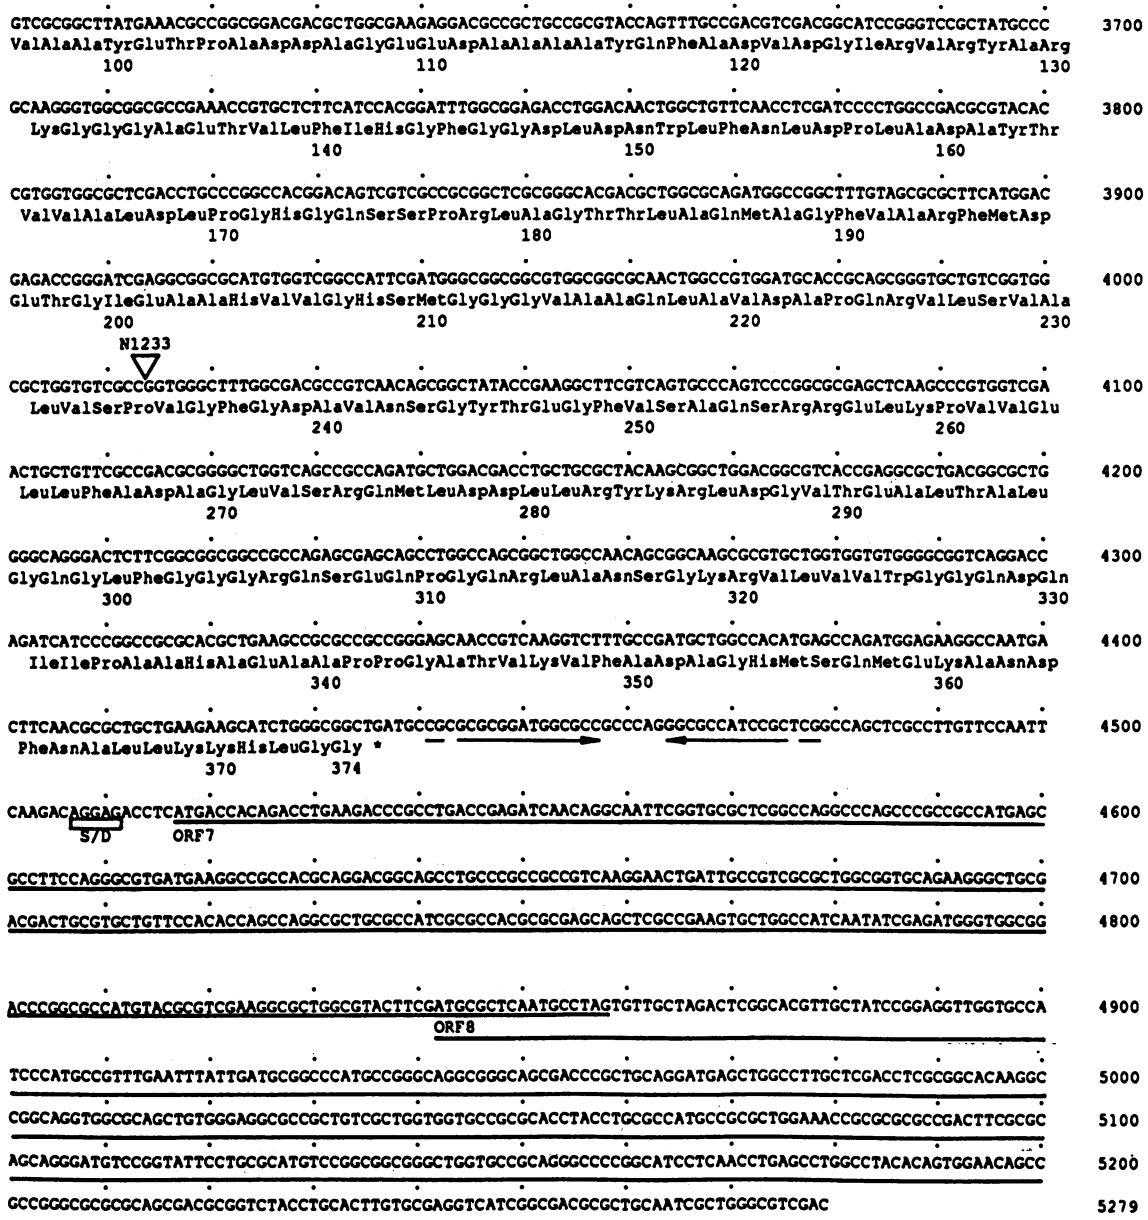 GTCGCGGCTTATGAAACGCCGGCGGACGACGCTGGCGAAGAGGACGCCGCTGCCGCGTACCAGTTTGCCGACGTCGACGGCATCCGGGTCCGCTATGCCC 3700
ValAlaAlaTyrGluThrProAlaAspAspAlaGlyGluGluAspAlaAlaAlaAlaTyrGlnPheAlaAspValAspGlyIleArgValArgTyrAlaArg
100 110 120 130
GCAAGGGTGGCGGCGCCGAAACCGTGCTCTTCATCCACGGATTTGGCGGAGACCTGGACAACTGGCTGTTCAACCTCGATCCCCTGGCCGACGCGTACAC 3800
LysGlyGlyGlyAlaGluThrValLeuPheIleHisGlyPheGlyGlyAspLeuAspAsnTrpLeuPheAsnLeuAspProLeuAlaAspAlaTyrThr
140 150 160
CGTGGTGGCGCTCGACCTGCCCGGCCACGGACAGTCGTCGCCGCGGCTCGCGGGCACGACGCTGGCGCAGATGGCCGGCTTTGTAGCGCGCTTCATGGAC 3900
ValValAlaLeuAspLeuProGlyHisGlyGlnSerSerProArgLeuAlaGlyThrThrLeuAlaGlnMetAlaGlyPheValAlaArgPheMetAsp
170 180 190
GAGACCGGGATCGAGGCGGCGCATGTGGTCGGCCATTCGATGGGCGGCGGCGTGGCGGCGCAACTGGCCGTGGATGCACCGCAGCGGGTGCTGTCGGTGG 4000
GluThrGlyIleGluAlaAlaHisValValGlyHisSerMetGlyGlyGlyValAlaAlaGlnLeuAlaValAspAlaProGlnArgValLeuSerValAla
200 210 220 230
N1233
CGCTGGTGTCGCCGGTGGGCTTTGGCGACGCCGTCAACAGCGGCTATACCGAAGGCTTCGTCAGTGCCCAGTCCCGGCGCGAGCTCAAGCCCGTGGTCGA 4100
LeuValSerProValGlyPheGlyAspAlaValAsnSerGlyTyrThrGluGlyPheValSerAlaGlnSerArgArgGluLeuLysProValValGlu
240 250 260
ACTGCTGTTCGCCGACGCGGGGCTGGTCAGCCGCCAGATGCTGGACGACCTGCTGCGCTACAAGCGGCTGGACGGCGTCACCGAGGCGCTGACGGCGCTG 4200
LeuLeuPheAlaAspAlaGlyLeuValSerArgGlnMetLeuAspAspLeuLeuArgTyrLysArgLeuAspGlyValThrGluAlaLeuThrAlaLeu
270 280 290
GGGCAGGGACTCTTCGGCGGCGGCCGCCAGAGCGAGCAGCCTGGCCAGCGGCTGGCCAACAGCGGCAAGCGCGTGCTGGTGGTGTGGGGCGGTCAGGACC 4300
GlyGlnGlyLeuPheGlyGlyGlyArgGlnSerGluGlnProGlyGlnArgLeuAlaAsnSerGlyLysArgValLeuValValTrpGlyGlyGlnAspGln
300 310 320 330
AGATCATCCCGGCCGCGCACGCTGAAGCCGCGCCGCCGGGAGCAACCGTCAAGGTCTTTGCCGATGCTGGCCACATGAGCCAGATGGAGAAGGCCAATGA 4400
IleIleProAlaAlaHisAlaGluAlaAlaProProGlyAlaThrValLysValPheAlaAspAlaGlyHisMetSerGlnMetGluLysAlaAsnAsp
340 350 360
CTTCAACGCGCTGCTGAAGAAGCATCTGGGCGGCTGATGCCGCGCGCGGATGGCGCCGCCCAGGGCGCCATCCGCTCGGCCAGCTCGCCTTGTTCCAATT 4500
PheAsnAlaLeuLeuLysLysHisLeuGlyGly *
370 374
CAAGACAGGAGACCTCATGACCACAGACCTGAAGACCCGCCTGACCGAGATCAACAGGCAATTCGGTGCGCTCGGCCAGGCCCAGCCCGCCGCCATGAGC 4600
S/D ORF7
GCCTTCCAGGGCGTGATGAAGGCCGCCACGCAGGACGGCAGCCTGCCCGCCGCCGTCAAGGAACTGATTGCCGTCGCGCTGGCGGTGCAGAAGGGCTGCG 4700
ACGACTGCGTGCTGTTCCACACCAGCCAGGCGCTGCGCCATCGCGCCACGCGCGAGCAGCTCGCCGAAGTGCTGGCCATCAATATCGAGATGGGTGGCGG 4800
ACCCGGCGCCATGTACGCGTCGAAGGCGCTGGCGTACTTCGATGCGCTCAATGCCTAGTGTTGCTAGACTCGGCACGTTGCTATCCGGAGGTTGGTGCCA 4900
ORF8
TCCCATGCCGTTTGAATTTATTGATGCGGCCCATGCCGGGCAGGCGGGCAGCGACCCGCTGCAGGATGAGCTGGCCTTGCTCGACCTCGCGGCACAAGGC 5000
CGGCAGGTGGCGCAGCTGTGGGAGGCGCCGCTGTCGCTGGTGGTGCCGCGCACCTACCTGCGCCATGCCGCGCTGGAAACCGCGCGCGCCGACTTCGCGC 5100
AGCAGGGATGTCCGGTATTCCTGCGCATGTCCGGCGGCGGGCTGGTGCCGCAGGGCCCCGGCATCCTCAACCTGAGCCTGGCCTACACAGTGGAACAGCC 5200
GCCGGGCGCGCGCAGCGACGCGGTCTACCTGCACTTGTGCGAGGTCATCGGCGACGCGCTGCAATCGCTGGGCGTCGAC 5279